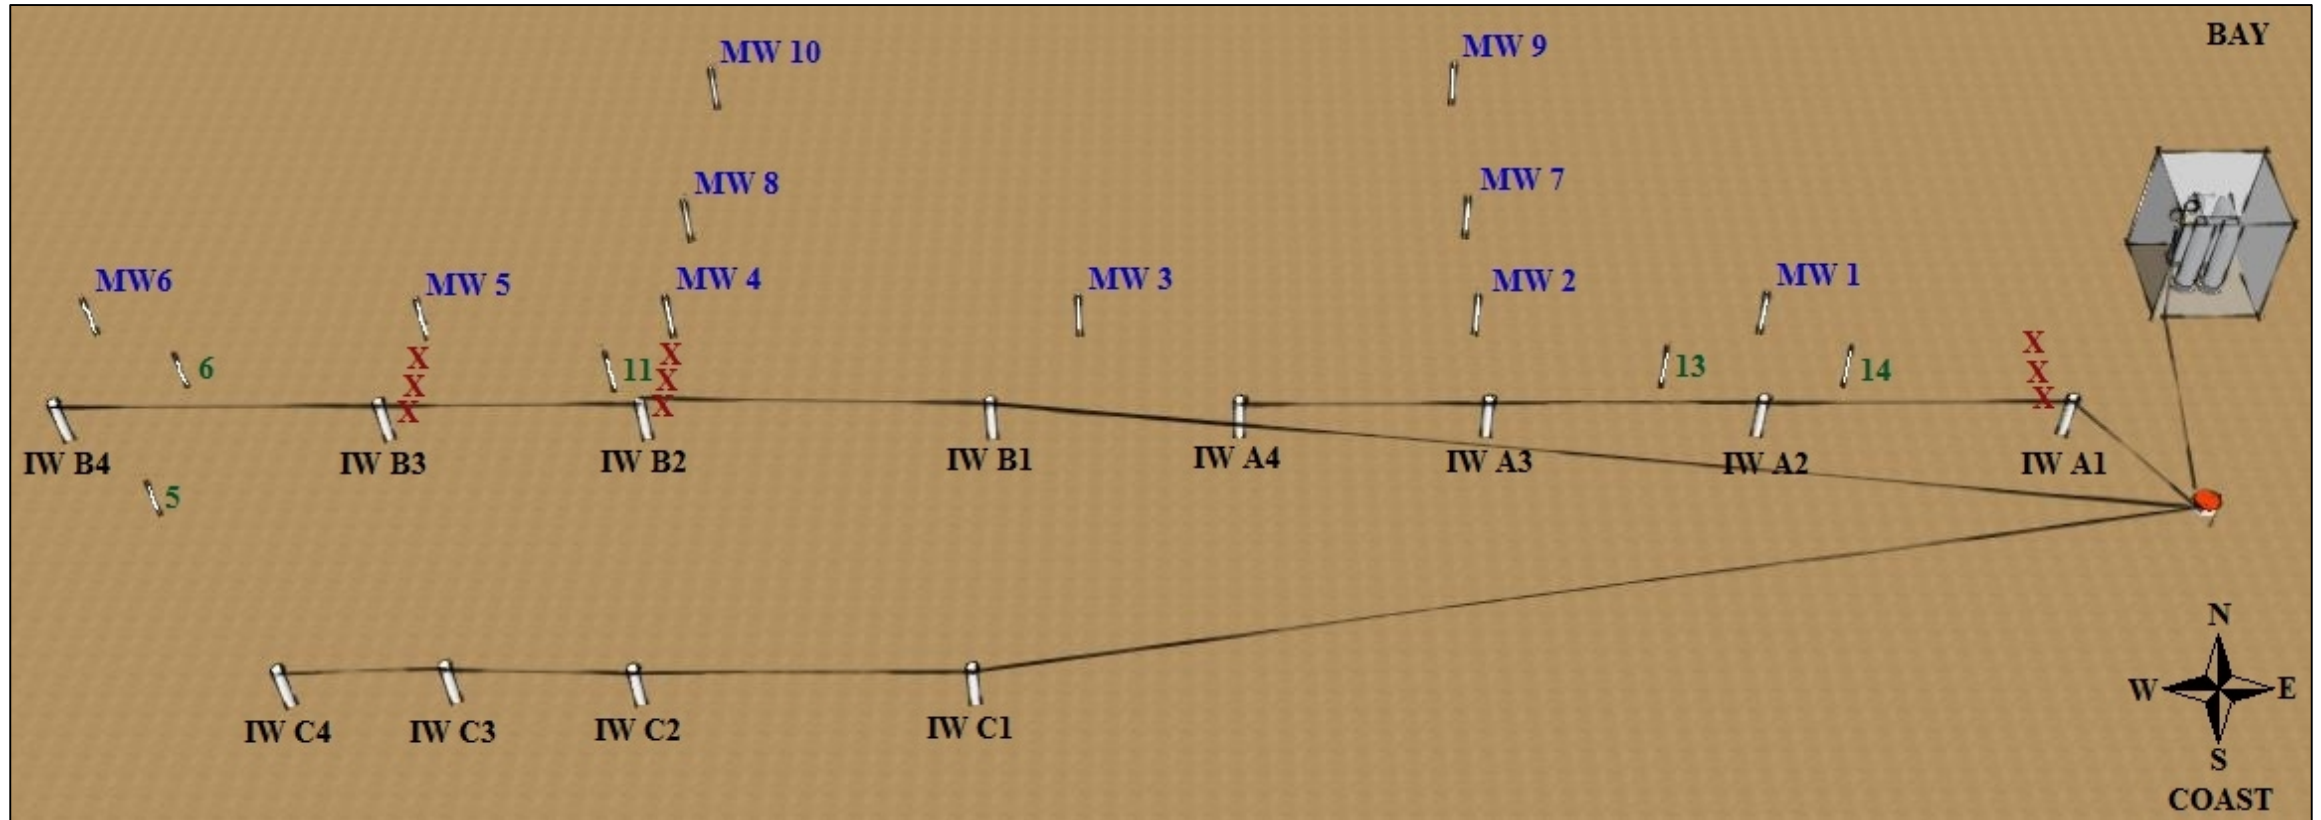 BAY
MW 10
MW 9
MW 8
MW 7
MW6
MW 5
MW 4
MW 3
MW 2
MW 1
X
X
X
6
11
13
14
X
X
X
X
X
X
IW B4
IW B3
IW B2
IW B1
IW A4
IW A3
IW A2
IW A1
5
N
W
E
S
IW C4
IW C3
IW C2
IW C1
COAST